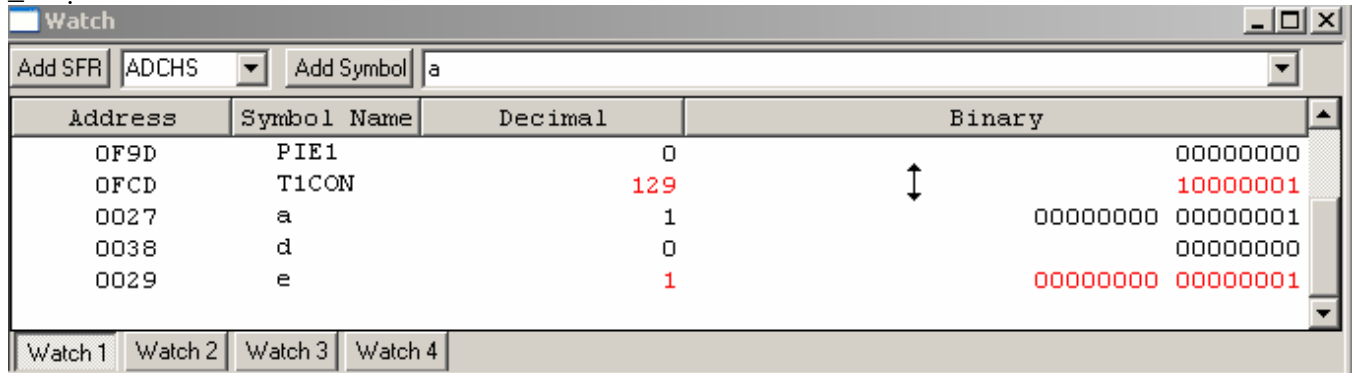 Watch
Add SFR ADCHS Add Symbol a
Address Symbol Name Decimal Binary
0F9D PIE1 0 00000000
0FCD T1CON 129 10000001
0027 a 1 00000000 00000001
0038 d 0 00000000
0029 e 1 00000000 00000001
Watch 1 Watch 2 Watch 3 Watch 4